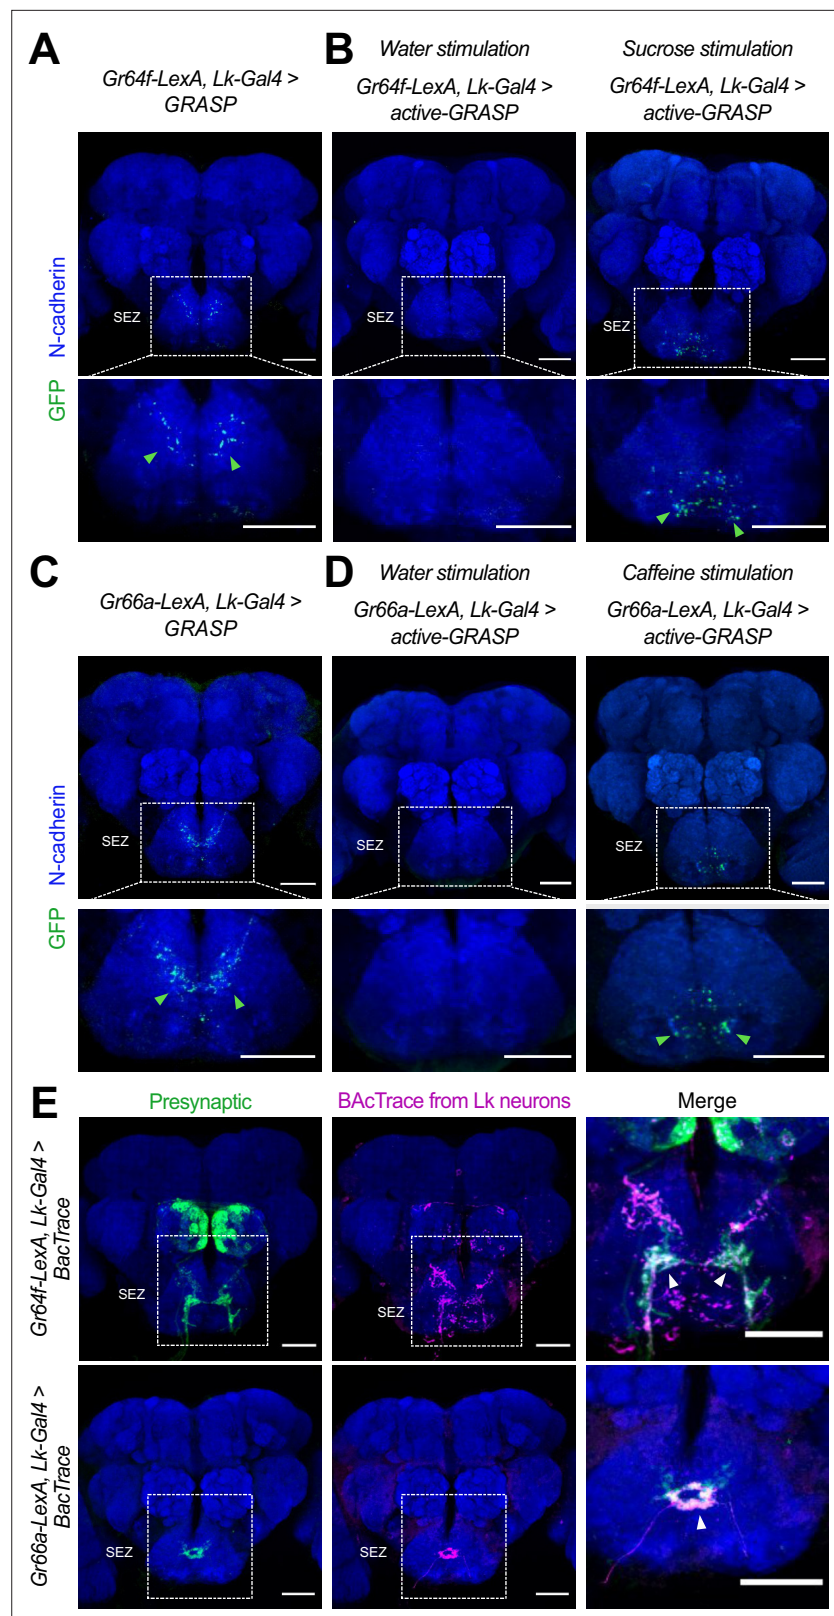 A
Gr64f-LexA, Lk-Gal4 >
GRASP
B
Water stimulation
Gr64f-LexA, Lk-Gal4 >
active-GRASP
Sucrose stimulation
Gr64f-LexA, Lk-Gal4 >
active-GRASP
N-cadherin
GFP
SEZ
SEZ
SEZ
C
Gr66a-LexA, Lk-Gal4 >
GRASP
D
Water stimulation
Gr66a-LexA, Lk-Gal4 >
active-GRASP
Caffeine stimulation
Gr66a-LexA, Lk-Gal4 >
active-GRASP
N-cadherin
GFP
SEZ
SEZ
SEZ
E
Presynaptic
BAcTrace from Lk neurons
Merge
Gr64f-LexA, Lk-Gal4 >
BacTrace
SEZ
SEZ
Gr66a-LexA, Lk-Gal4 >
BacTrace
SEZ
SEZ